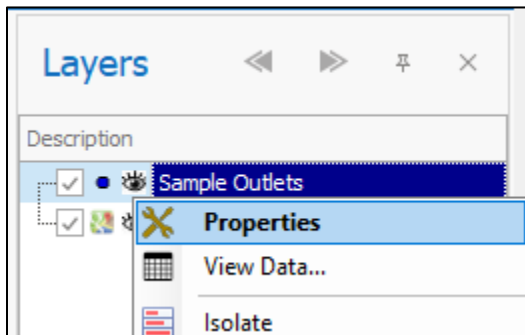 Layers
Description
Sample Outlets
Properties
View Data...
Isolate